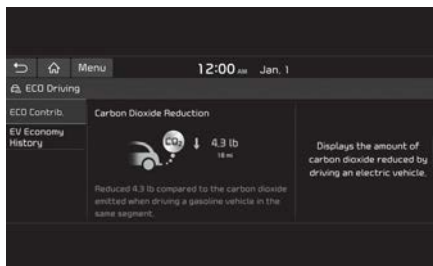 Menu
12:00 AM Jan. 1
ECO Driving
ECO Contrib.
EV Economy
History
Carbon Dioxide Reduction
CO₂
4.3 lb
18 mi
Reduced 4.3 lb compared to the carbon dioxide
emitted when driving a gasoline vehicle in the
same segment.
Displays the amount of
carbon dioxide reduced by
driving an electric vehicle.